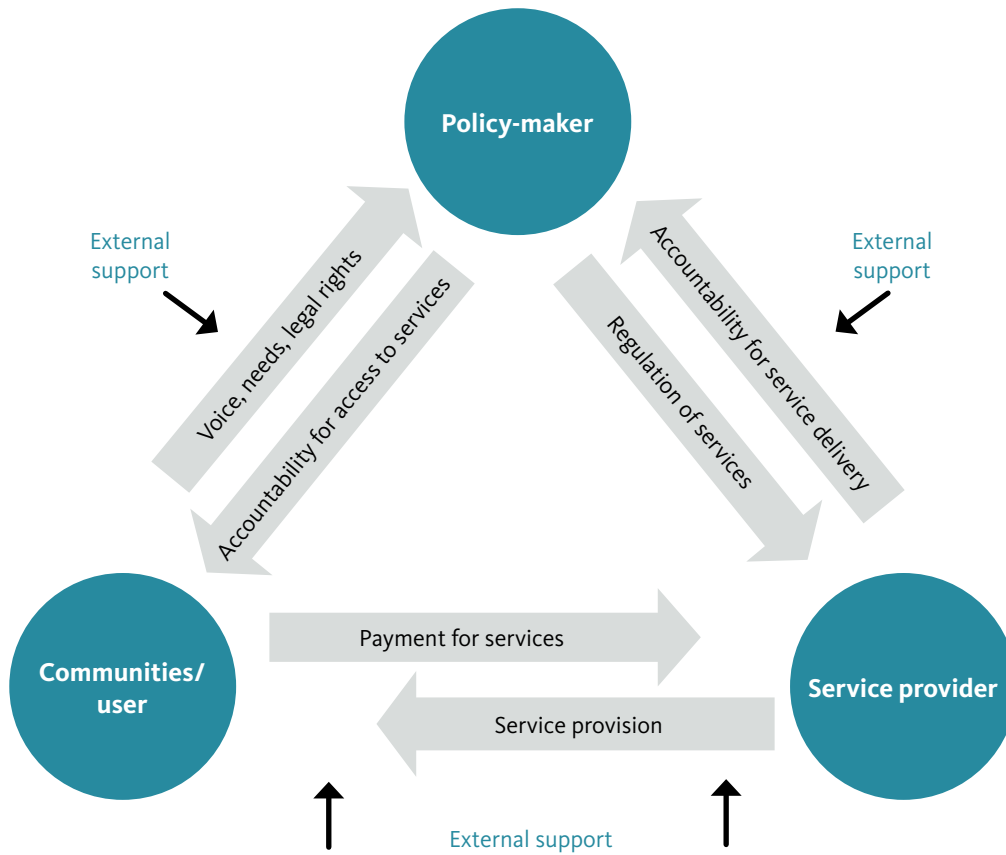 Policy-maker
External
support
External
support
Voice, needs, legal rights
Accountability for access to services
Regulation of services
Accountability for service delivery
Communities/
user
Payment for services
Service provision
Service provider
External support